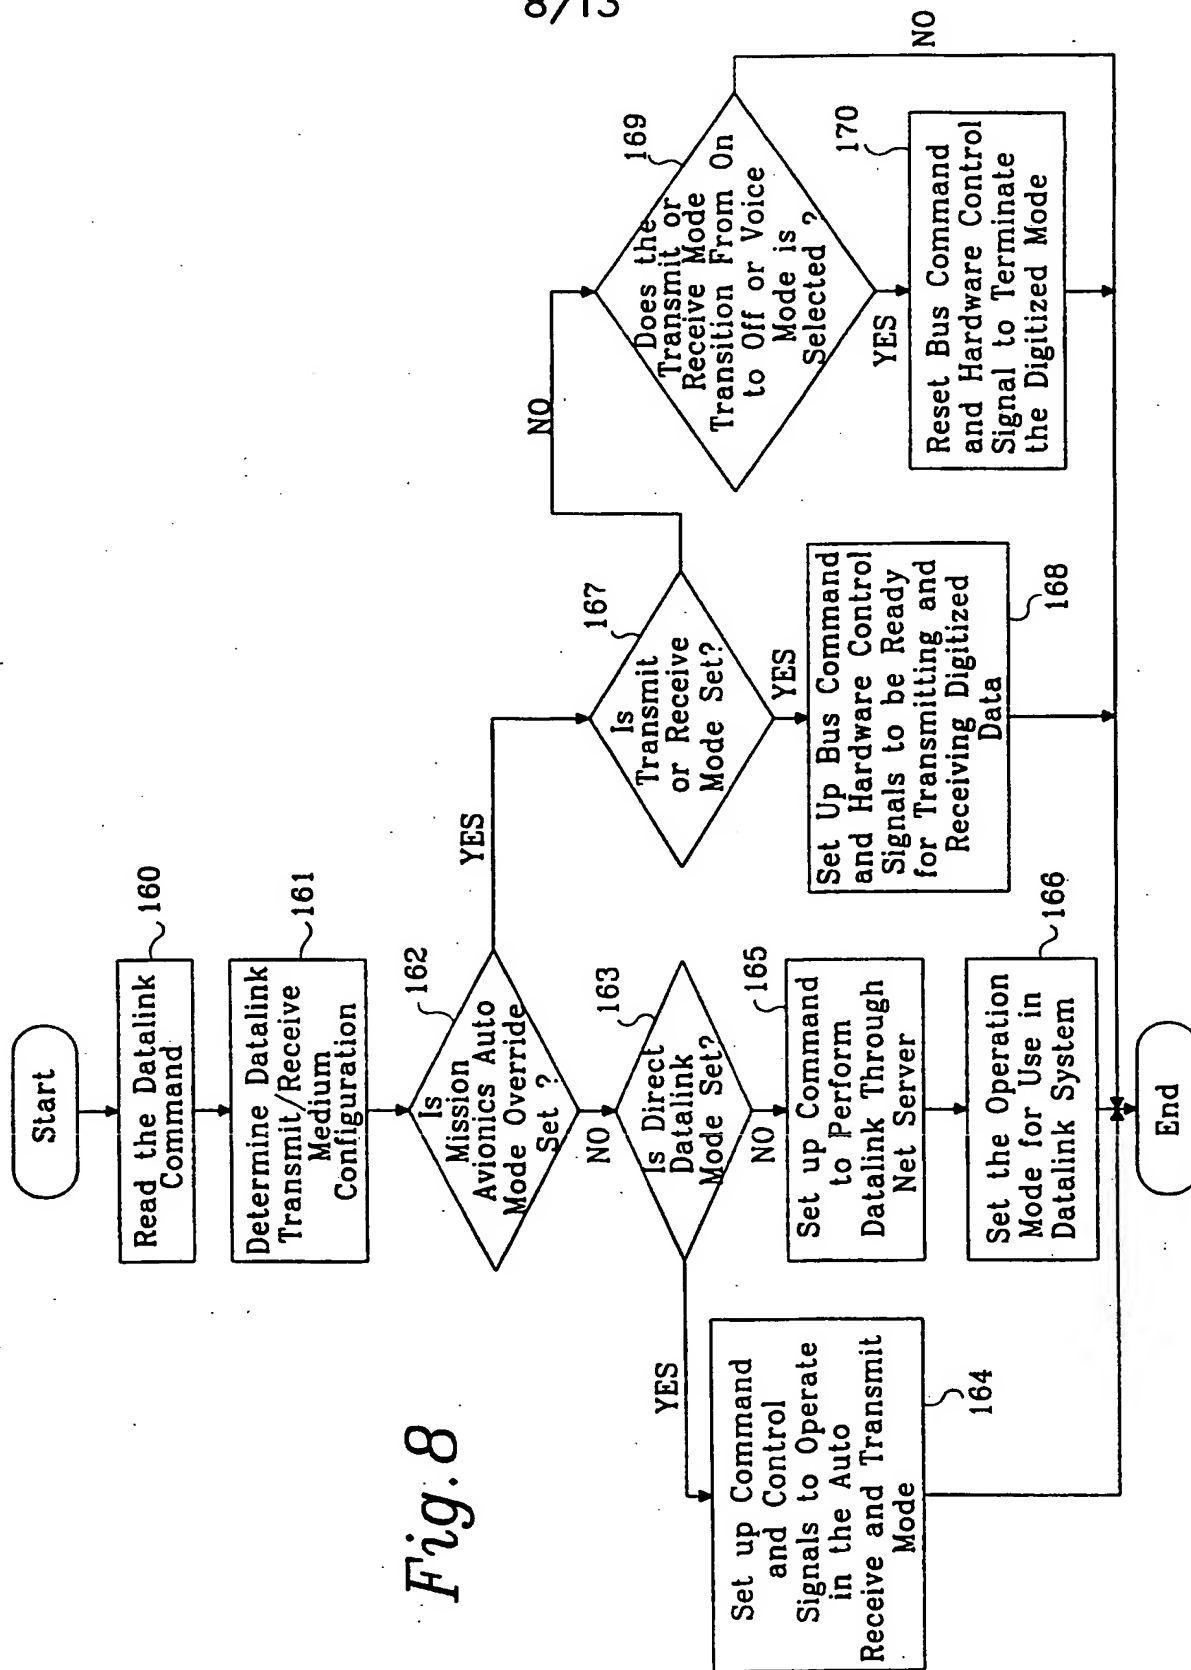 8/13
Start
Read the Datalink
Command
160
Determine Datalink
Transmit/Receive
Medium
Configuration
161
Is
Mission
Avionics Auto
Mode Override
Set ?
162
YES
NO
Is Direct
Datalink
Mode Set?
163
YES
NO
Set up Command
and Control
Signals to Operate
in the Auto
Receive and Transmit
Mode
164
Set up Command
to Perform
Datalink Through
Net Server
165
Set the Operation
Mode for Use in
Datalink System
166
Is
Transmit
or Receive
Mode Set?
167
NO
YES
Set Up Bus Command
and Hardware Control
Signals to be Ready
for Transmitting and
Receiving Digitized
Data
168
Does the
Transmit or
Receive Mode
Transition From On
to Off or Voice
Mode is
Selected ?
169
NO
YES
Reset Bus Command
and Hardware Control
Signal to Terminate
the Digitized Mode
170
End
Fig. 8